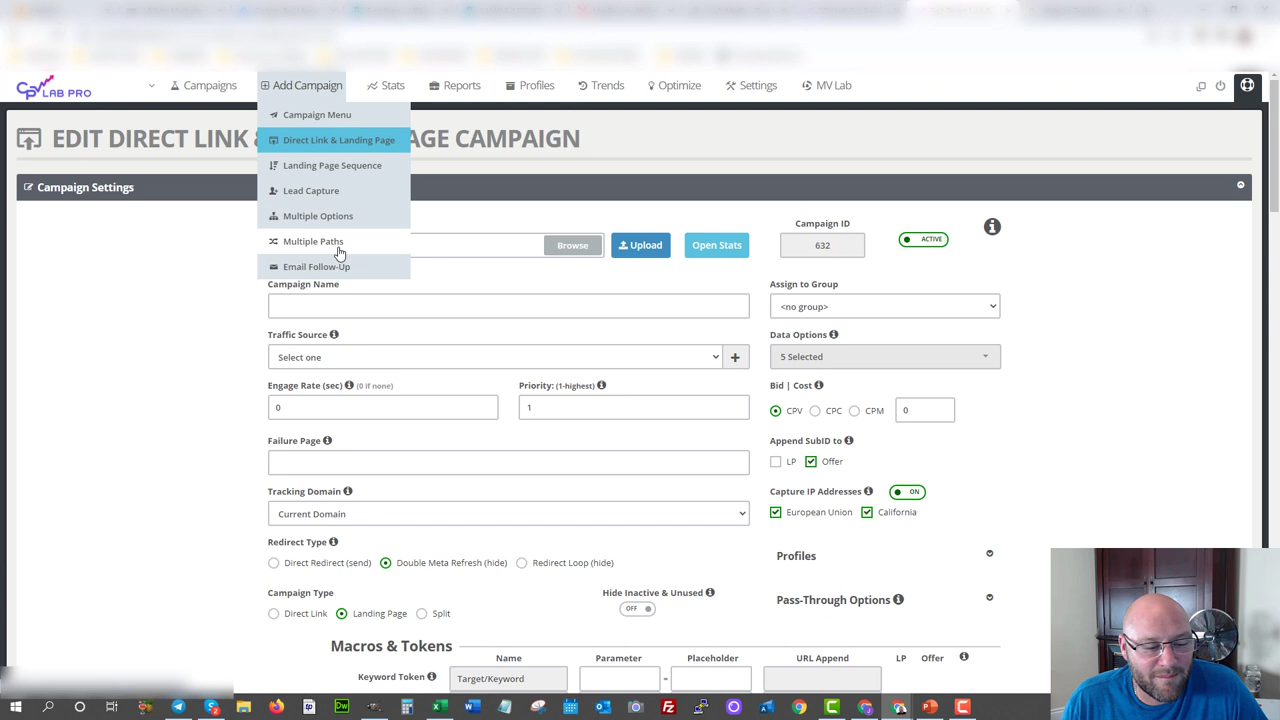 CPV LAB PRO
Campaigns
Add Campaign
Stats
Reports
Profiles
Trends
Optimize
Settings
MV Lab
Campaign Menu
Direct Link & Landing Page
Landing Page Sequence
Lead Capture
Multiple Options
Multiple Paths
Email Follow-Up
EDIT DIRECT LINK & AGE CAMPAIGN
Campaign Settings
Browse
Upload
Open Stats
Campaign ID
632
ACTIVE
Campaign Name
Assign to Group
<no group>
Traffic Source
Select one
Data Options
5 Selected
Engage Rate (sec) (0 if none)
0
Priority: (1-highest)
1
Bid | Cost
CPV CPC CPM 0
Failure Page
Append SubID to
LP Offer
Tracking Domain
Current Domain
Capture IP Addresses ON
European Union California
Redirect Type
Direct Redirect (send) Double Meta Refresh (hide) Redirect Loop (hide)
Profiles
Campaign Type
Direct Link Landing Page Split
Hide Inactive & Unused
OFF
Pass-Through Options
Macros & Tokens
Name Parameter Placeholder URL Append LP Offer
Keyword Token Target/Keyword =